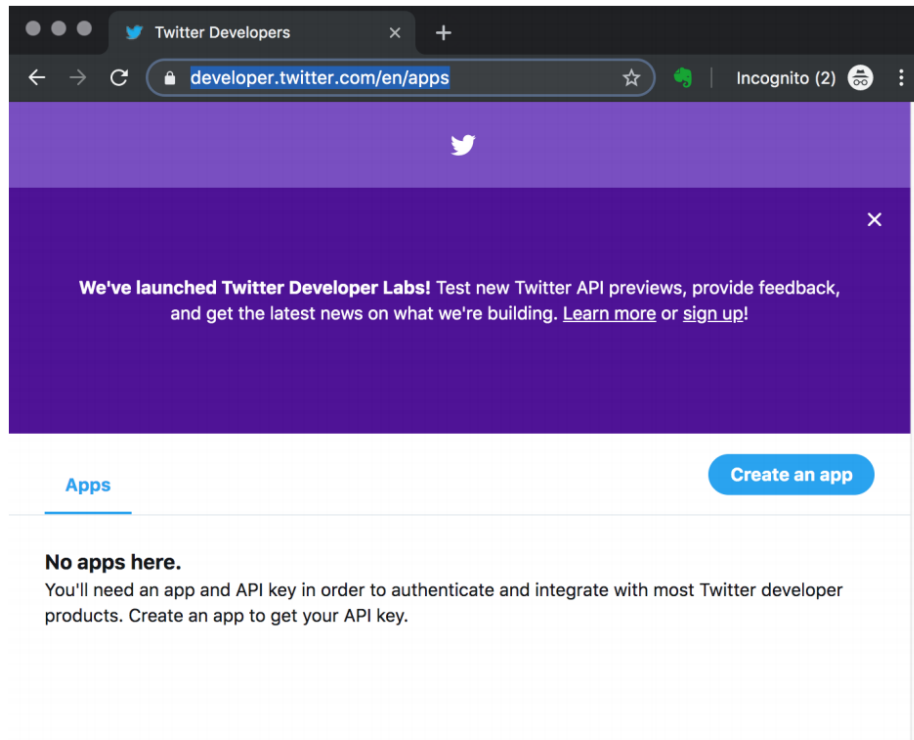 Twitter Developers
developer.twitter.com/en/apps
Incognito (2)
We've launched Twitter Developer Labs! Test new Twitter API previews, provide feedback,
and get the latest news on what we're building. Learn more or sign up!
Apps
Create an app
No apps here.
You'll need an app and API key in order to authenticate and integrate with most Twitter developer
products. Create an app to get your API key.